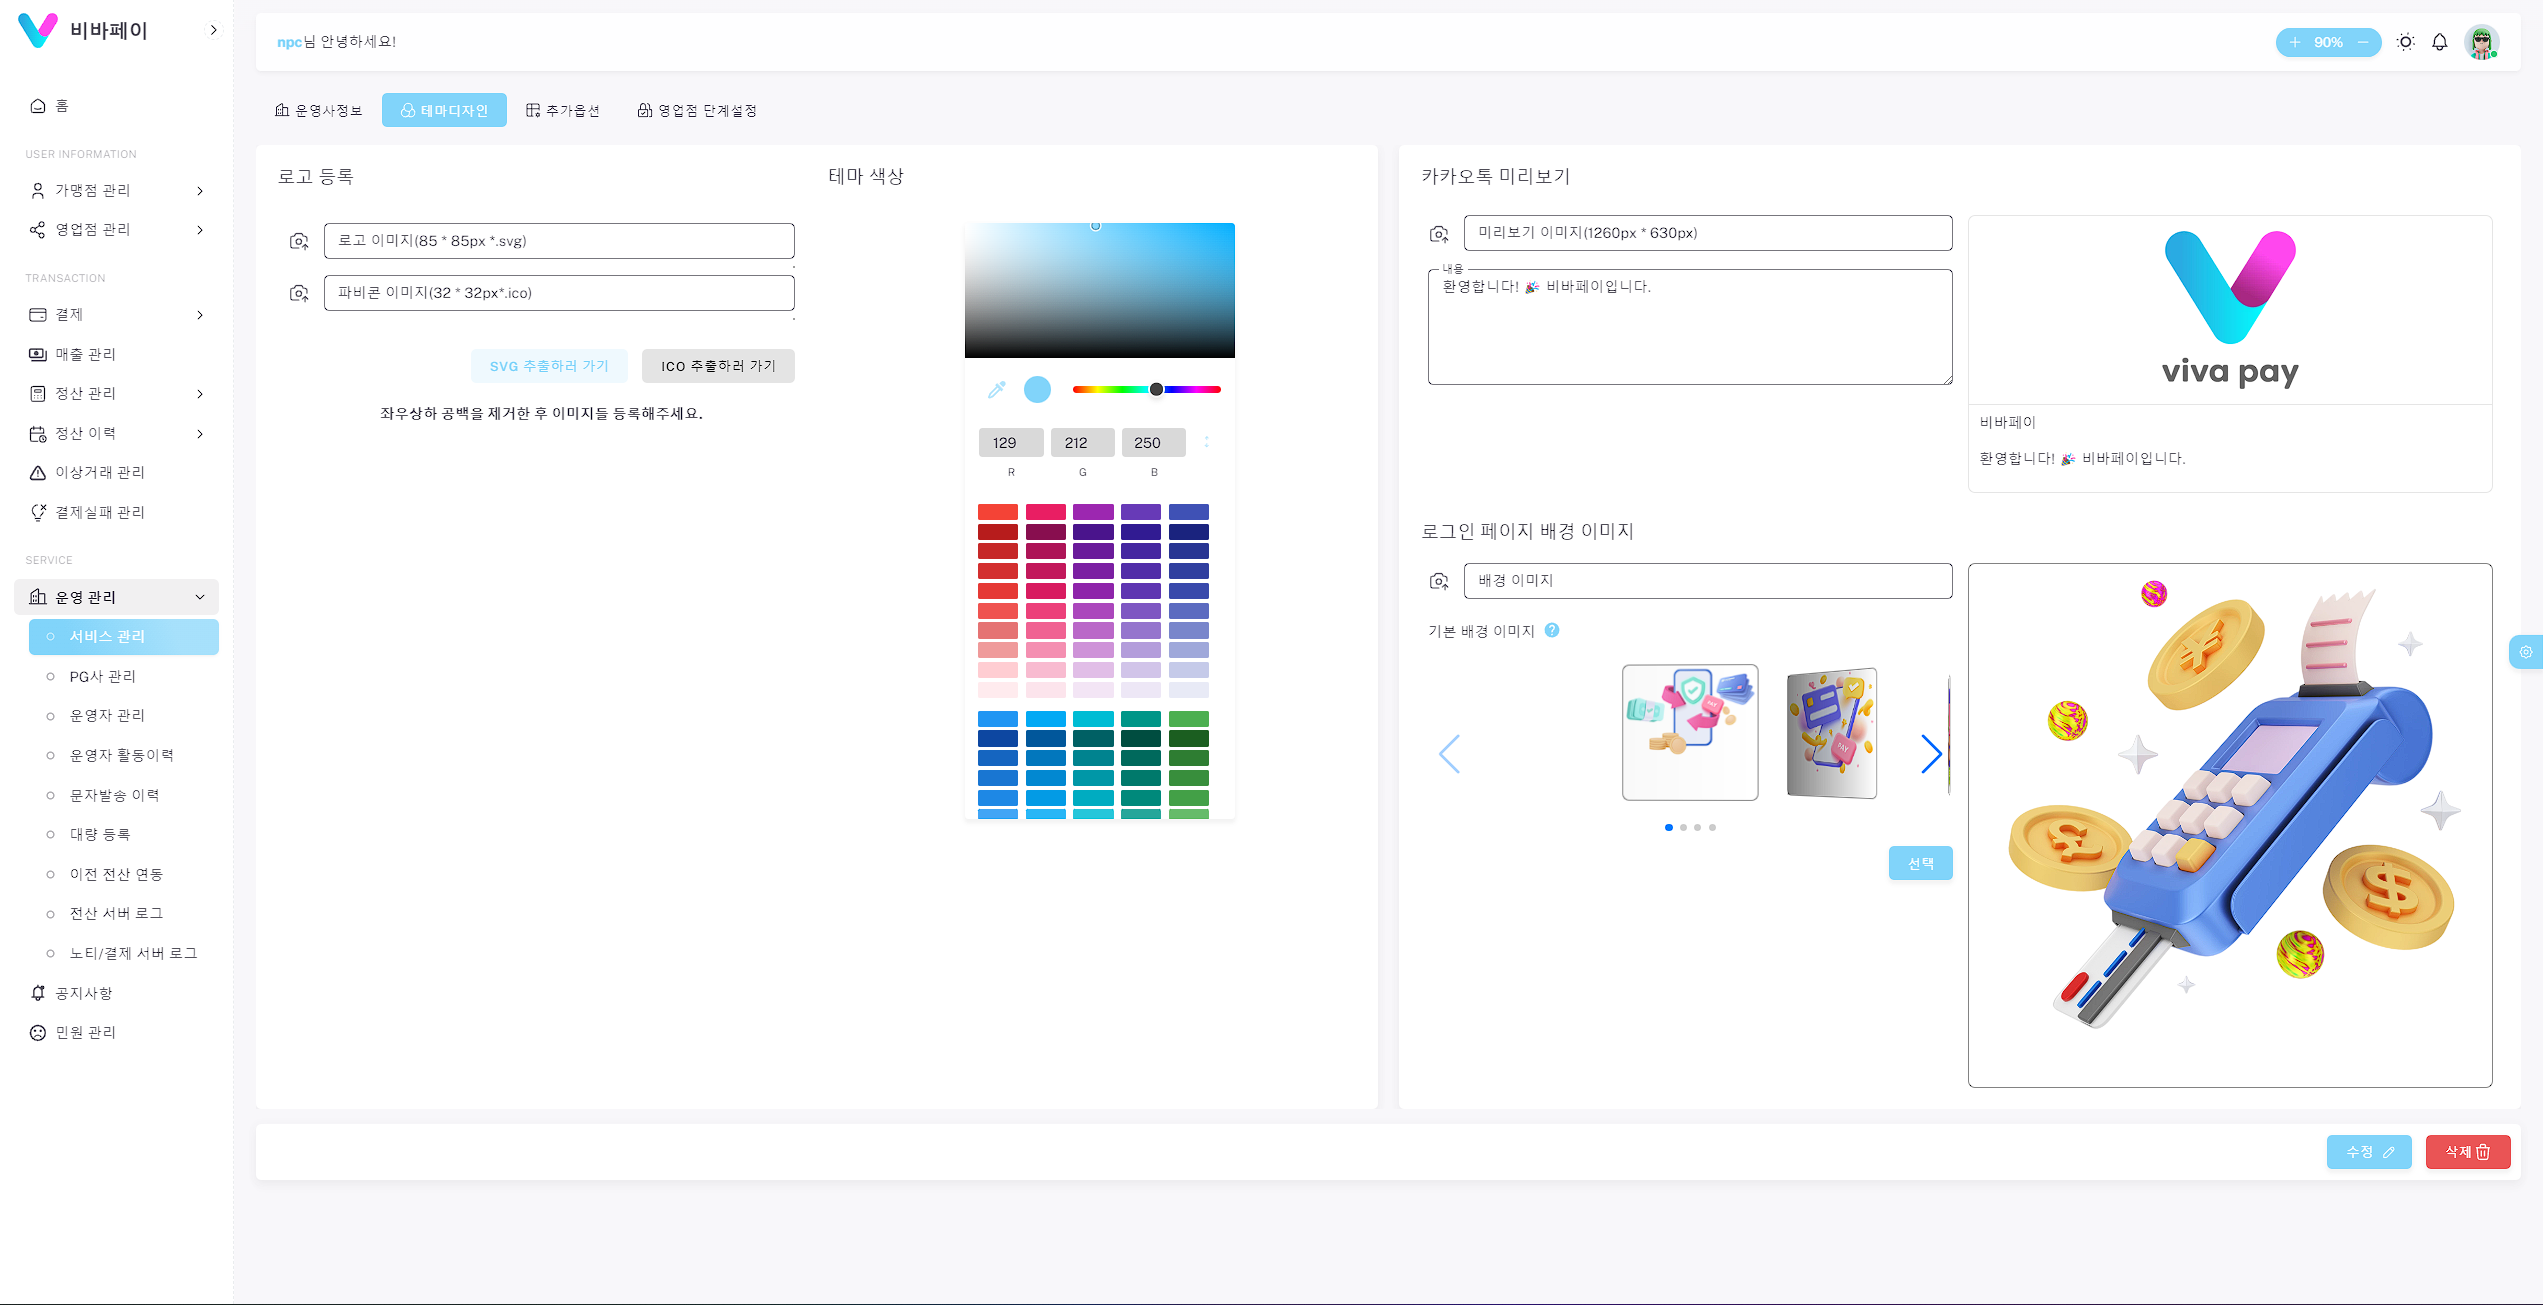 비바페이
홈
USER INFORMATION
가맹점 관리
영업점 관리
TRANSACTION
결제
매출 관리
정산 관리
정산 이력
이상거래 관리
결제실패 관리
SERVICE
운영 관리
서비스 관리
PG사 관리
운영자 관리
운영자 활동이력
문자발송 이력
대량 등록
이전 전산 연동
전산 서버 로그
노티/결제 서버 로그
공지사항
민원 관리
npc님 안녕하세요!
+ 90% −
운영사정보
테마디자인
추가옵션
영업점 단계설정
로고 등록
로고 이미지(85 * 85px *.svg)
파비콘 이미지(32 * 32px*.ico)
SVG 추출하러 가기
ICO 추출하러 가기
좌우상하 공백을 제거한 후 이미지들 등록해주세요.
테마 색상
129 212 250
R G B
카카오톡 미리보기
미리보기 이미지(1260px * 630px)
내용
환영합니다! 🎉 비바페이입니다.
viva pay
비바페이
환영합니다! 🎉 비바페이입니다.
로그인 페이지 배경 이미지
배경 이미지
기본 배경 이미지 ?
PAY
PAY
선택
수정
삭제